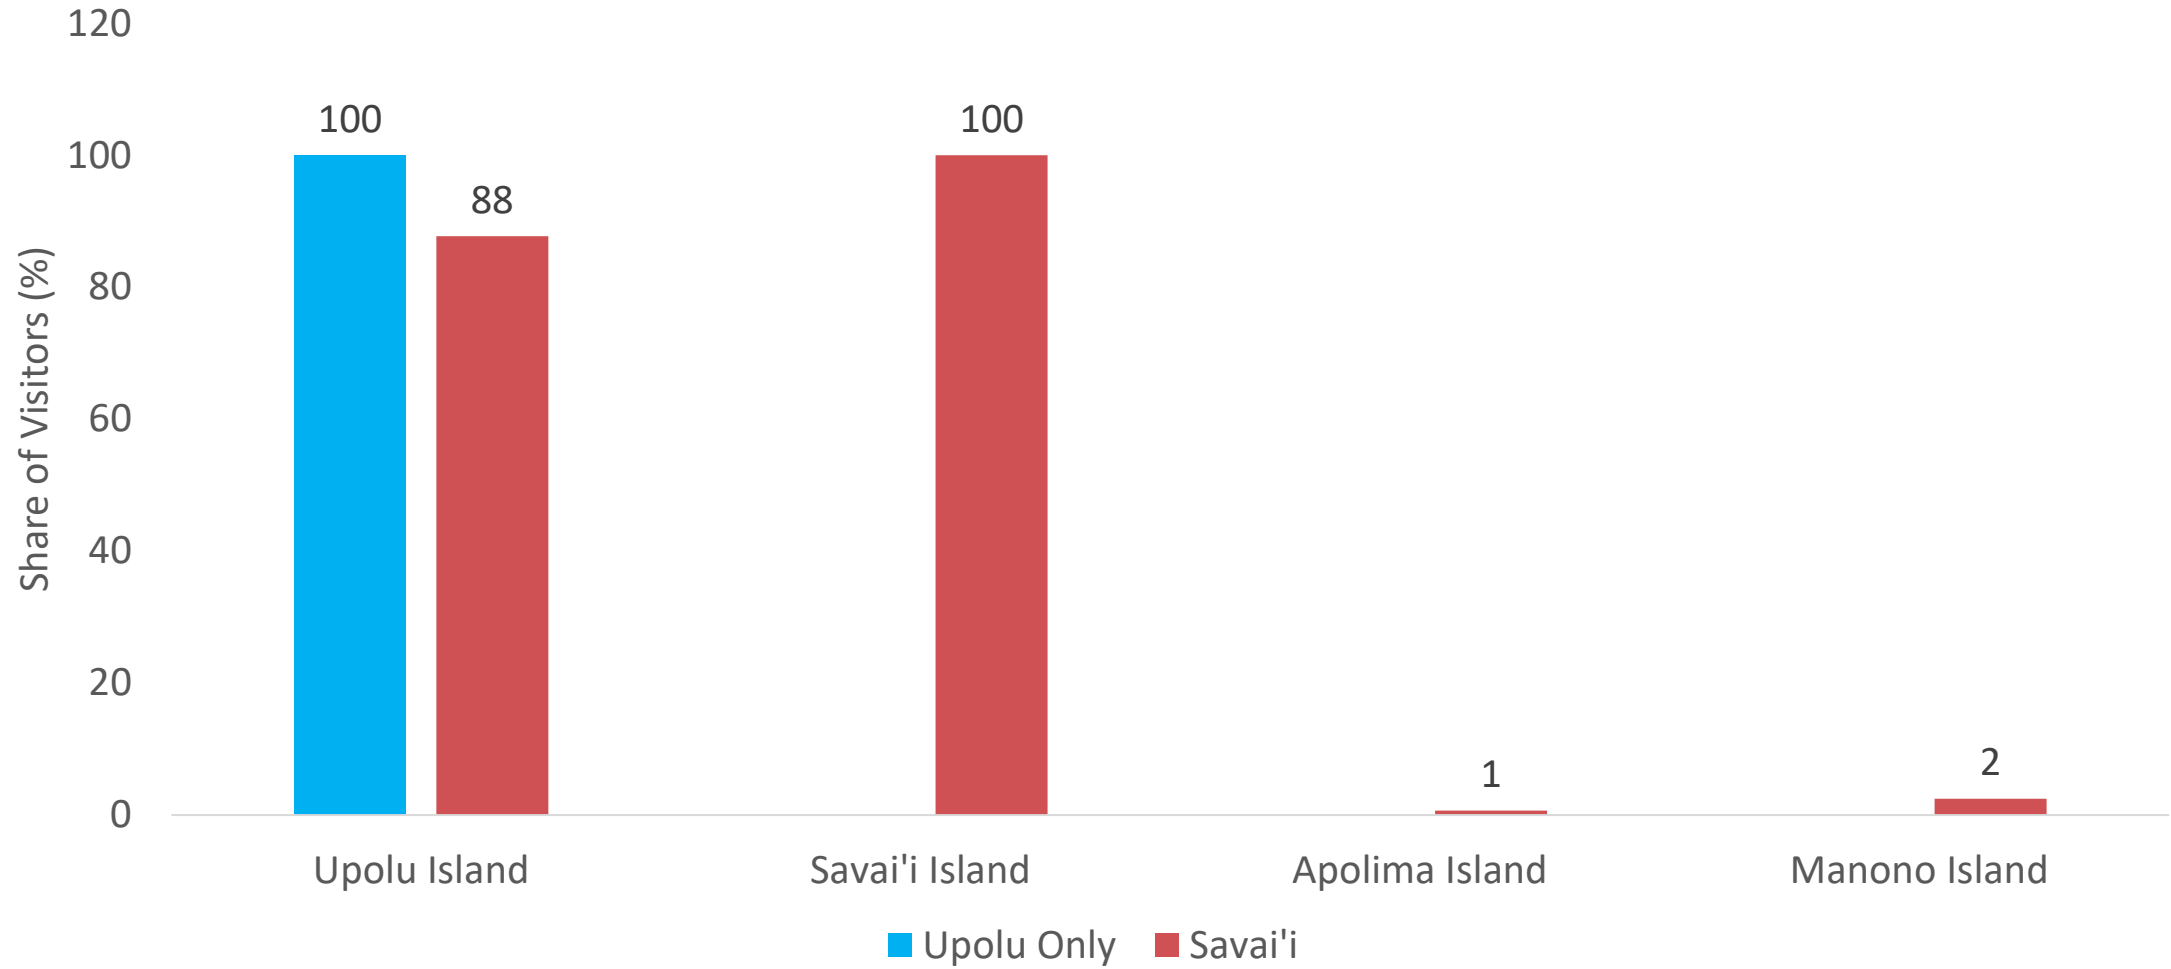 120
100
80
60
40
20
0
Share of Visitors (%)
100
88
100
1
2
Upolu Island
Savai'i Island
Apolima Island
Manono Island
Upolu Only
Savai'i